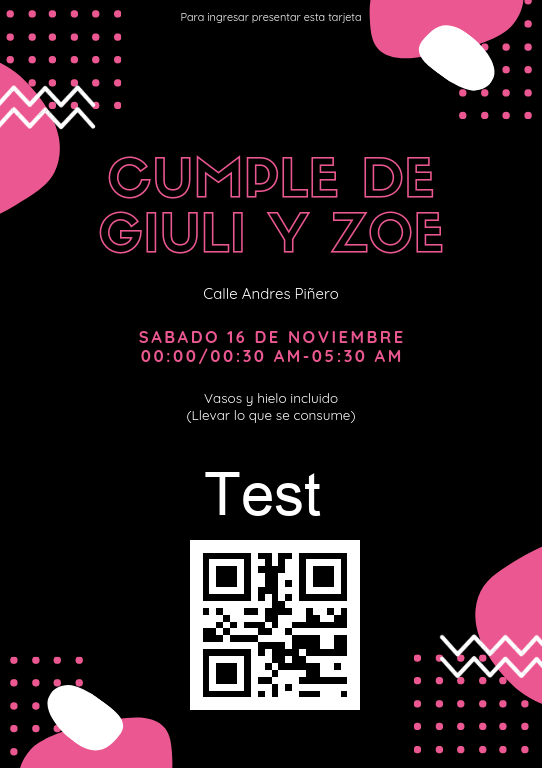 Para ingresar presentar esta tarjeta
CUMPLE DE
GIULI Y ZOE
Calle Andres Piñero
SABADO 16 DE NOVIEMBRE
00:00/00:30 AM-05:30 AM
Vasos y hielo incluido
(Llevar lo que se consume)
Test